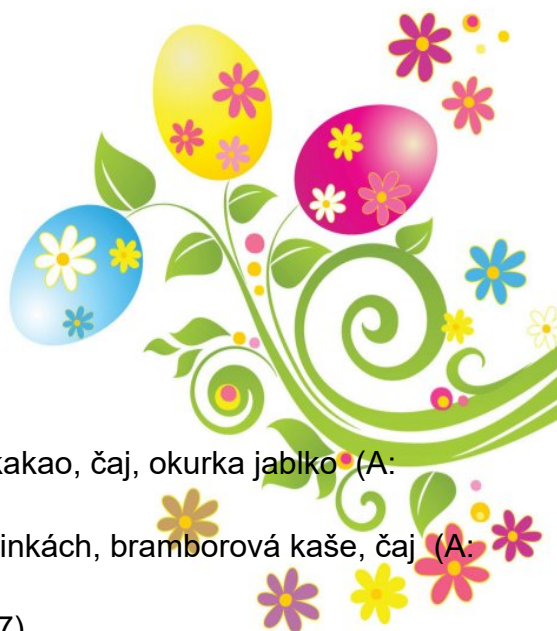 kakao, čaj, okurka jablko (A:
inkách, bramborová kaše, čaj (A:
7)